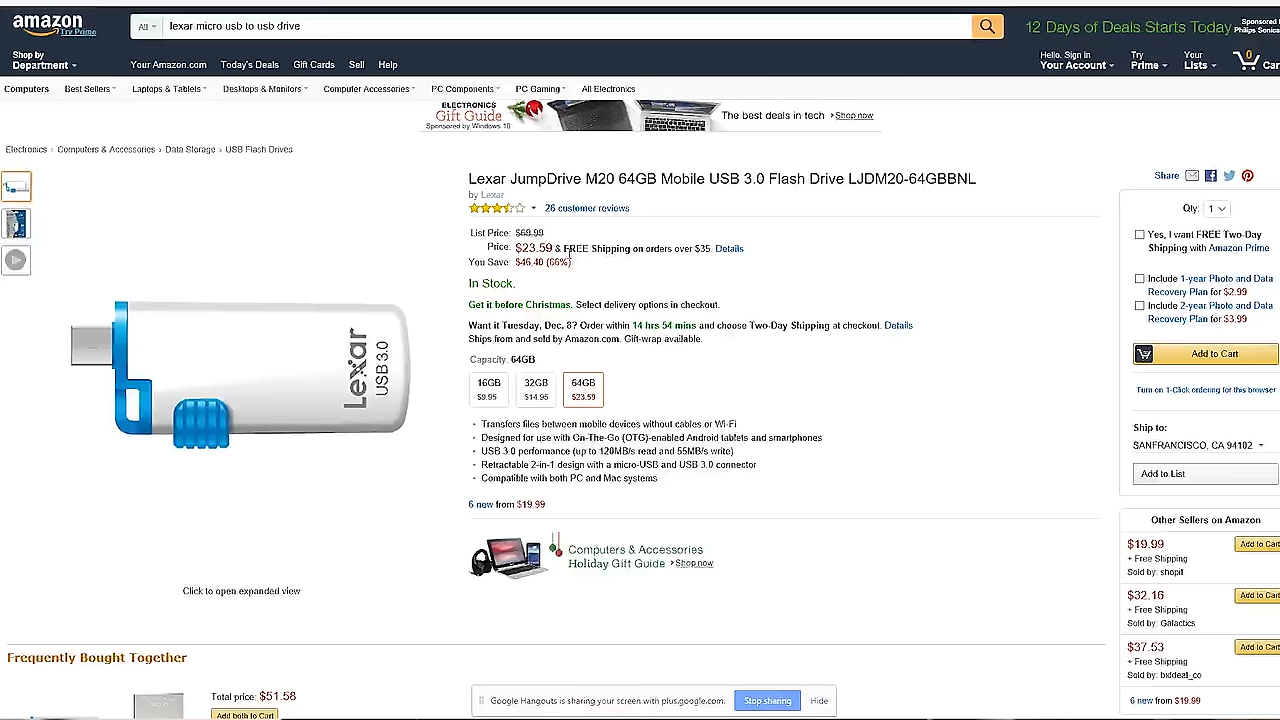 amazon
Try Prime
All
lexar micro usb to usb drive
12 Days of Deals Starts Today
Sponsored
Philips Sonica
Shop by
Department
Your Amazon.com Today's Deals Gift Cards Sell Help
Hello. Sign in
Your Account
Try
Prime
Your
Lists
0
Car
Computers Best Sellers Laptops & Tablets Desktops & Monitors Computer Accessories PC Components PC Gaming All Electronics
ELECTRONICS
Gift Guide
Sponsored by Windows 10
The best deals in tech › Shop now
Electronics › Computers & Accessories › Data Storage › USB Flash Drives
Lexar JumpDrive M20 64GB Mobile USB 3.0 Flash Drive LJDM20-64GBBNL
by Lexar
26 customer reviews
List Price: $69.99
Price: $23.59 & FREE Shipping on orders over $35. Details
You Save: $46.40 (66%)
In Stock.
Get it before Christmas. Select delivery options in checkout.
Want it Tuesday, Dec. 8? Order within 14 hrs 54 mins and choose Two-Day Shipping at checkout. Details
Ships from and sold by Amazon.com. Gift-wrap available.
Capacity: 64GB
16GB
$9.95
32GB
$14.95
64GB
$23.59
• Transfers files between mobile devices without cables or Wi-Fi
• Designed for use with On-The-Go (OTG)-enabled Android tablets and smartphones
• USB 3.0 performance (up to 120MB/s read and 55MB/s write)
• Retractable 2-in-1 design with a micro-USB and USB 3.0 connector
• Compatible with both PC and Mac systems
6 new from $19.99
Computers & Accessories
Holiday Gift Guide › Shop now
Lexar
USB 3.0
Click to open expanded view
Share
Qty: 1
Yes, I want FREE Two-Day
Shipping with Amazon Prime
Include 1-year Photo and Data
Recovery Plan for $2.99
Include 2-year Photo and Data
Recovery Plan for $3.99
Add to Cart
Turn on 1-Click ordering for this browser
Ship to:
SANFRANCISCO, CA 94102
Add to List
Other Sellers on Amazon
$19.99
Add to Cart
+ Free Shipping
Sold by: shopit
$32.16
Add to Cart
+ Free Shipping
Sold by: Galactics
$37.53
Add to Cart
+ Free Shipping
Sold by: biddeal_co
6 new from $19.99
Frequently Bought Together
Total price: $51.58
Add both to Cart
Google Hangouts is sharing your screen with plus.google.com.
Stop sharing
Hide